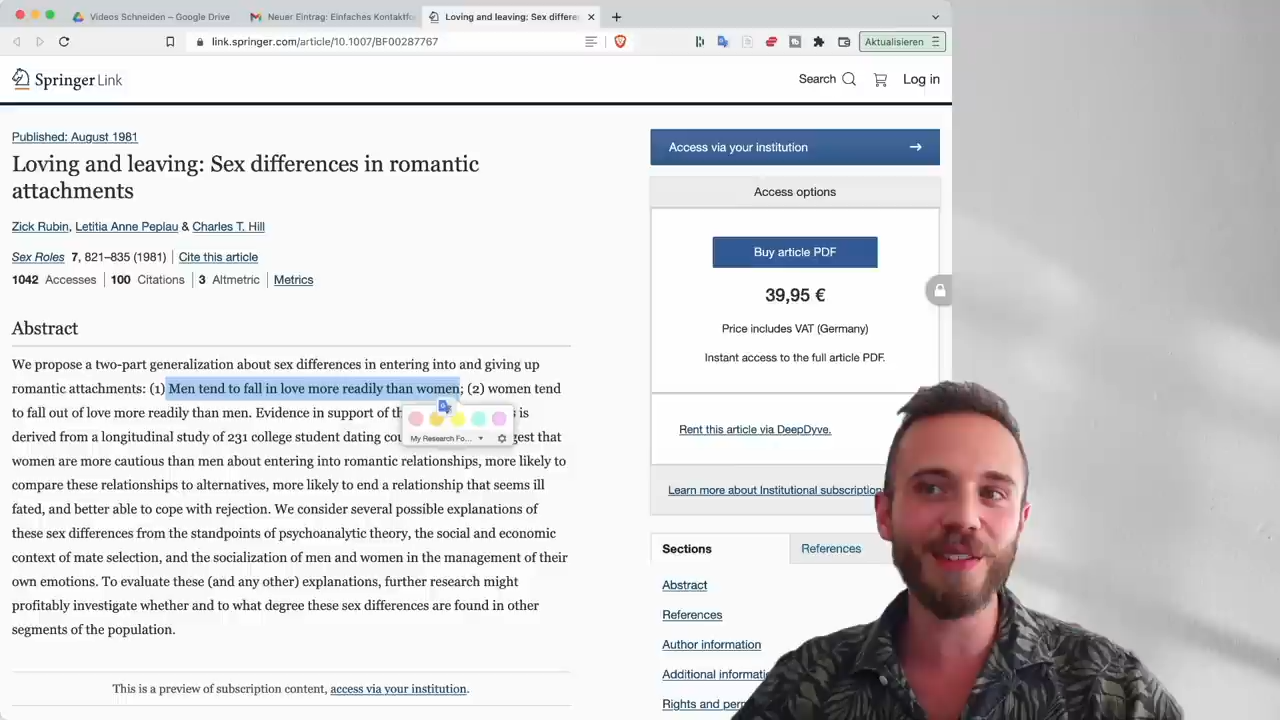 Videos Schneiden – Google Drive
Neuer Eintrag: Einfaches Kontaktfo
Loving and leaving: Sex differen
link.springer.com/article/10.1007/BF00287767
Aktualisieren
Springer Link
Search
Log in
Published: August 1981
Loving and leaving: Sex differences in romantic
attachments
Zick Rubin, Letitia Anne Peplau & Charles T. Hill
Sex Roles 7, 821–835 (1981) Cite this article
1042 Accesses 100 Citations 3 Altmetric Metrics
Abstract
We propose a two-part generalization about sex differences in entering into and giving up
romantic attachments: (1) Men tend to fall in love more readily than women; (2) women tend
to fall out of love more readily than men. Evidence in support of th s is
derived from a longitudinal study of 231 college student dating cou gest that
women are more cautious than men about entering into romantic relationships, more likely to
compare these relationships to alternatives, more likely to end a relationship that seems ill
fated, and better able to cope with rejection. We consider several possible explanations of
these sex differences from the standpoints of psychoanalytic theory, the social and economic
context of mate selection, and the socialization of men and women in the management of their
own emotions. To evaluate these (and any other) explanations, further research might
profitably investigate whether and to what degree these sex differences are found in other
segments of the population.
My Research Fo...
This is a preview of subscription content, access via your institution.
Access via your institution
Access options
Buy article PDF
39,95 €
Price includes VAT (Germany)
Instant access to the full article PDF.
Rent this article via DeepDyve.
Learn more about Institutional subscription
Sections
References
Abstract
References
Author information
Additional informatio
Rights and perm